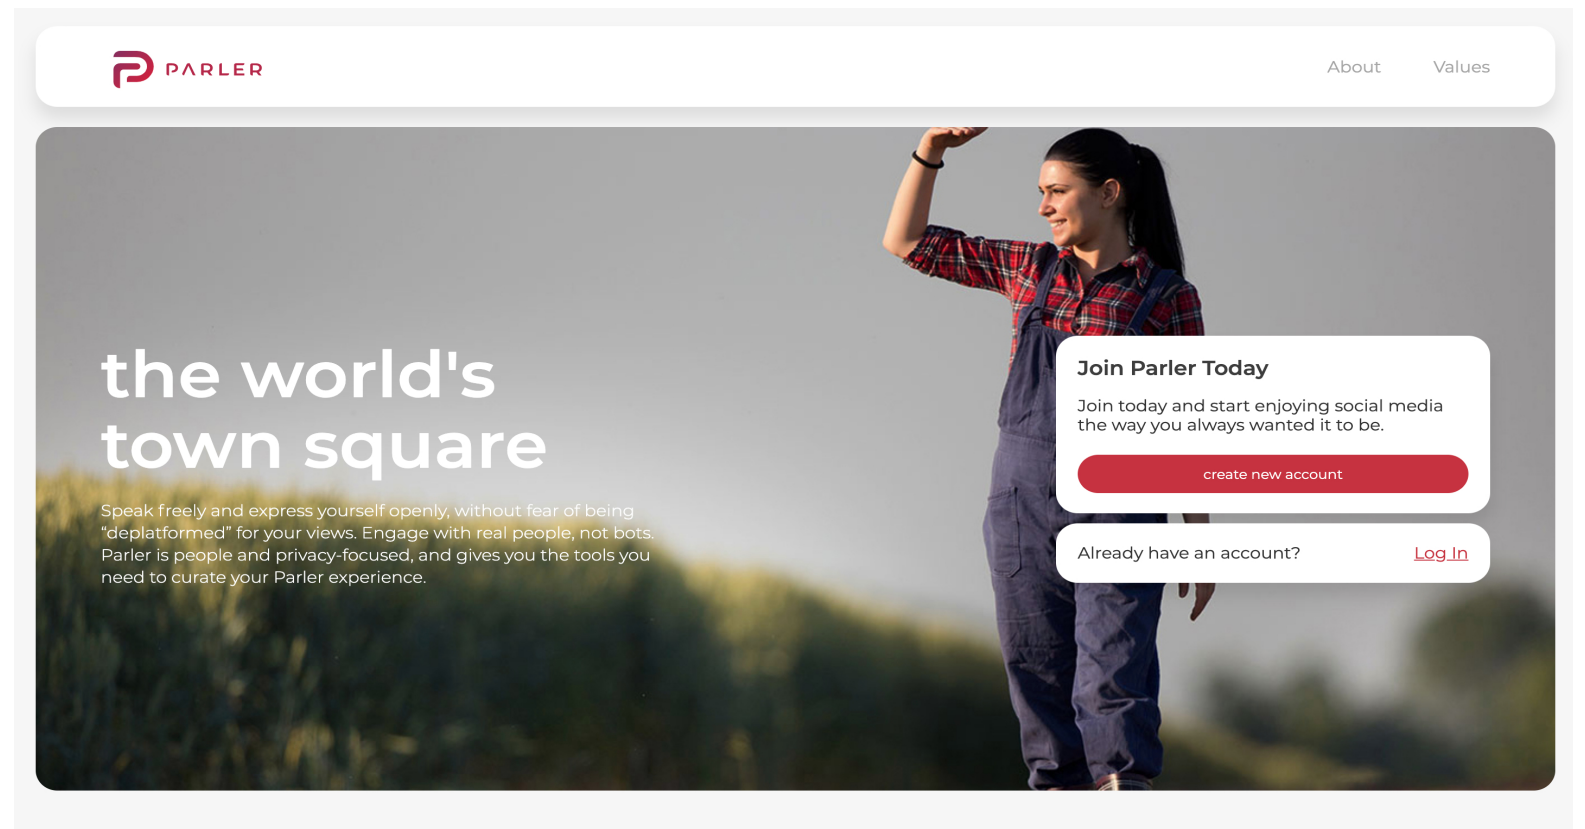 PARLER
About
Values
the world's
town square
Speak freely and express yourself openly, without fear of being
“deplatformed” for your views. Engage with real people, not bots.
Parler is people and privacy-focused, and gives you the tools you
need to curate your Parler experience.
Join Parler Today
Join today and start enjoying social media
the way you always wanted it to be.
create new account
Already have an account?
Log In